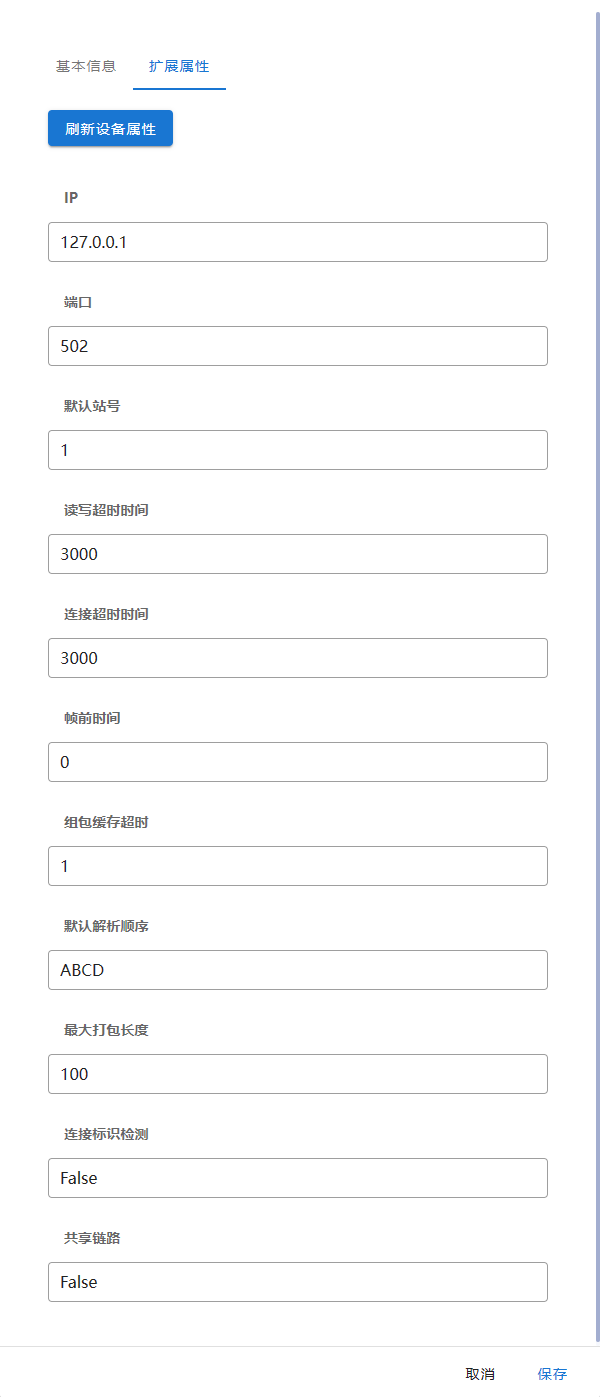 基本信息 扩展属性
刷新设备属性
IP
127.0.0.1
端口
502
默认站号
1
读写超时时间
3000
连接超时时间
3000
帧前时间
0
组包缓存超时
1
默认解析顺序
ABCD
最大打包长度
100
连接标识检测
False
共享链路
False
取消 保存